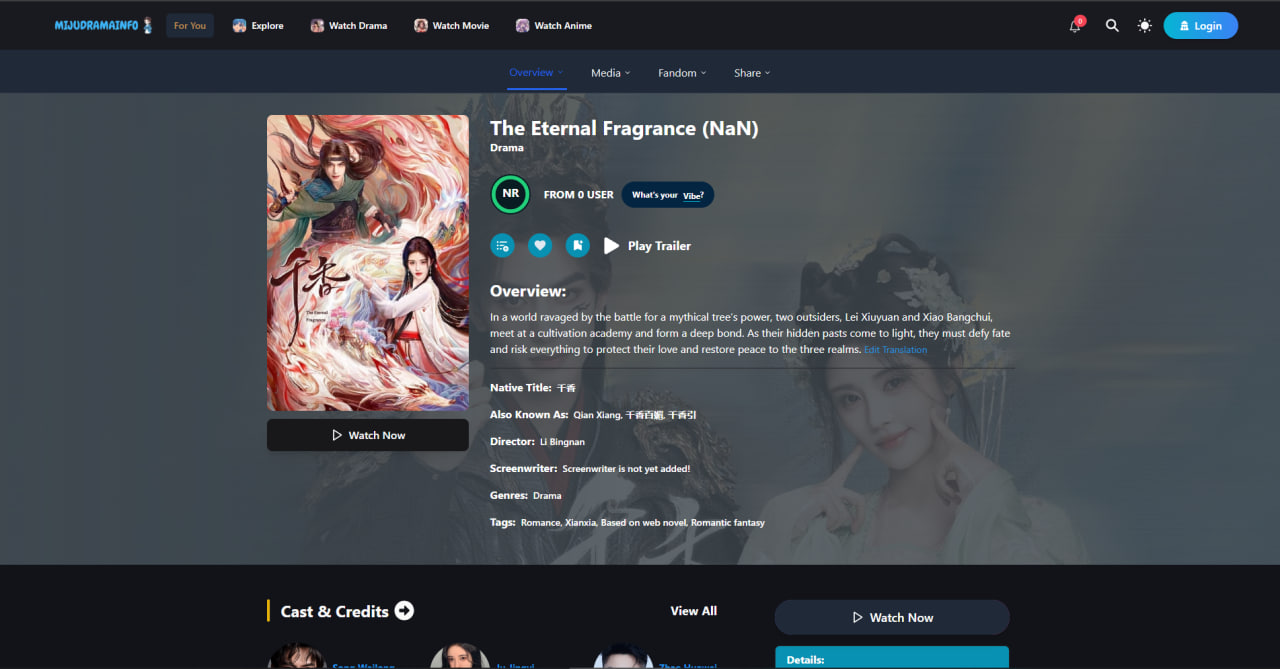 MIJUDRAMAINFO
For You
Explore
Watch Drama
Watch Movie
Watch Anime
0
Login
Overview
Media
Fandom
Share
The Eternal Fragrance (NaN)
Drama
NR
FROM 0 USER
What's your Vibe?
Play Trailer
千香
The Eternal
Fragrance
Watch Now
Overview:
In a world ravaged by the battle for a mythical tree's power, two outsiders, Lei Xiuyuan and Xiao Bangchui,
meet at a cultivation academy and form a deep bond. As their hidden pasts come to light, they must defy fate
and risk everything to protect their love and restore peace to the three realms. Edit Translation
Native Title: 千香
Also Known As: Qian Xiang, 千香百媚, 千香引
Director: Li Bingnan
Screenwriter: Screenwriter is not yet added!
Genres: Drama
Tags: Romance, Xianxia, Based on web novel, Romantic fantasy
Cast & Credits
View All
Watch Now
Details: